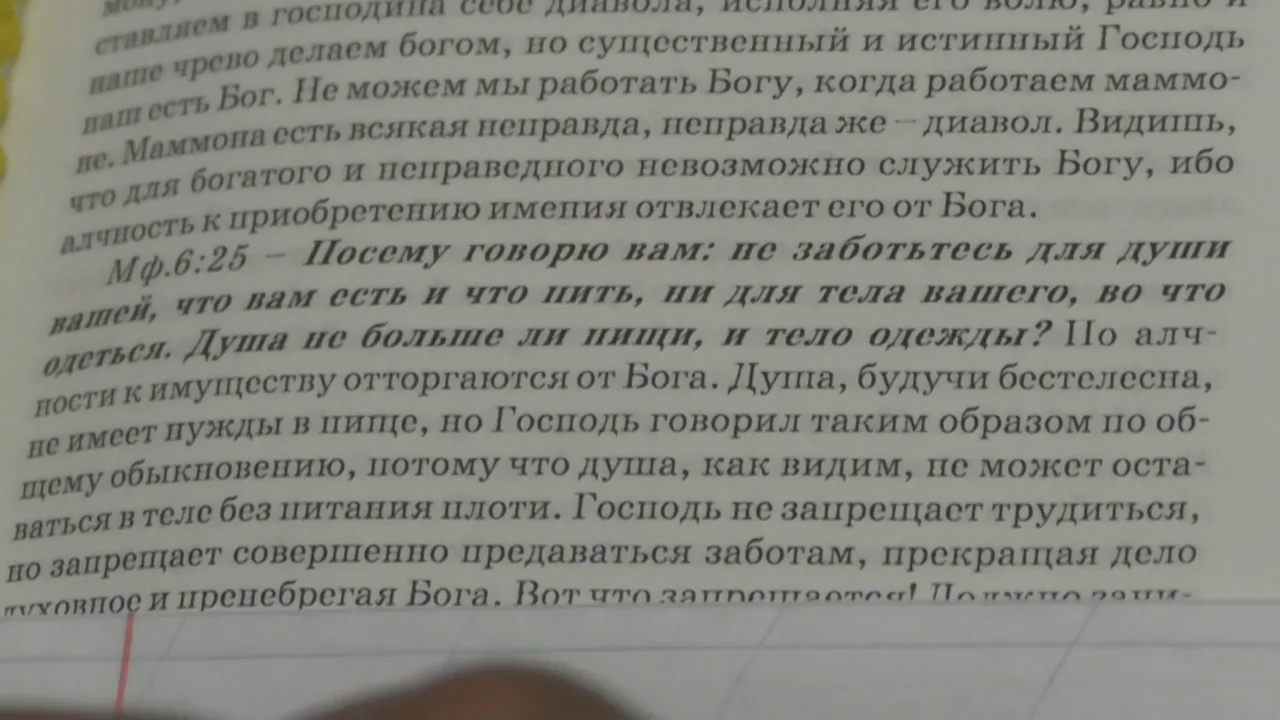 ставляем в господина себе диавола, исполняя его волю, равно и
наше чрево делаем богом, но существенный и истинный Господь
наш есть Бог. Не можем мы работать Богу, когда работаем маммо-
не. Маммона есть всякая неправда, неправда же – диавол. Видишь,
что для богатого и неправедного невозможно служить Богу, ибо
алчность к приобретению имения отвлекает его от Бога.
Мф.6:25 – Посему говорю вам: не заботьтесь для души
вашей, что вам есть и что пить, ни для тела вашего, во что
одеться. Душа не больше ли пищи, и тело одежды? По алч-
ности к имуществу отторгаются от Бога. Душа, будучи бестелесна,
не имеет нужды в пище, но Господь говорил таким образом по об-
щему обыкновению, потому что душа, как видим, не может оста-
ваться в теле без питания плоти. Господь не запрещает трудиться,
но запрещает совершенно предаваться заботам, прекращая дело
духовное и пренебрегая Бога. Вот что запрещается! Должно зани-